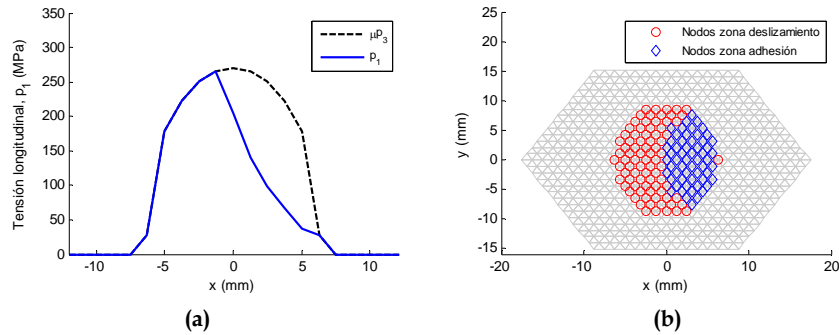 Tensión longitudinal, p1 (MPa)
350
300
250
200
150
100
50
0
-10
-5
0
5
10
x (mm)
μp3
p1
(a)
y (mm)
25
20
15
10
5
0
-5
-10
-15
-20
-10
0
10
20
x (mm)
Nodos zona deslizamiento
Nodos zona adhesión
(b)